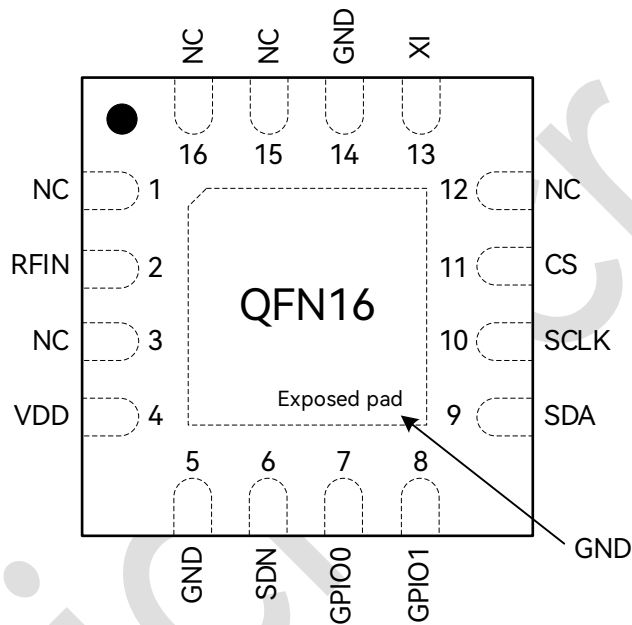 NC NC GND XI
16 15 14 13
NC 1 12 NC
RFIN 2 11 CS
QFN16
NC 3 10 SCLK
Exposed pad
VDD 4 9 SDA
5 6 7 8
GND SDN GPIO0 GPIO1
GND